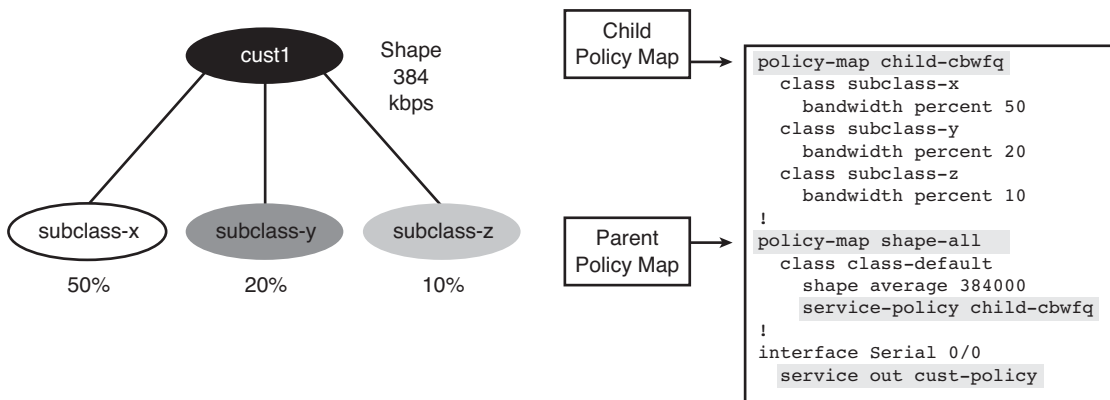 cust1
Shape
384
kbps
subclass-x
subclass-y
subclass-z
50%
20%
10%
Child
Policy Map
Parent
Policy Map
policy-map child-cbwfq
class subclass-x
bandwidth percent 50
class subclass-y
bandwidth percent 20
class subclass-z
bandwidth percent 10
!
policy-map shape-all
class class-default
shape average 384000
service-policy child-cbwfq
!
interface Serial 0/0
service out cust-policy